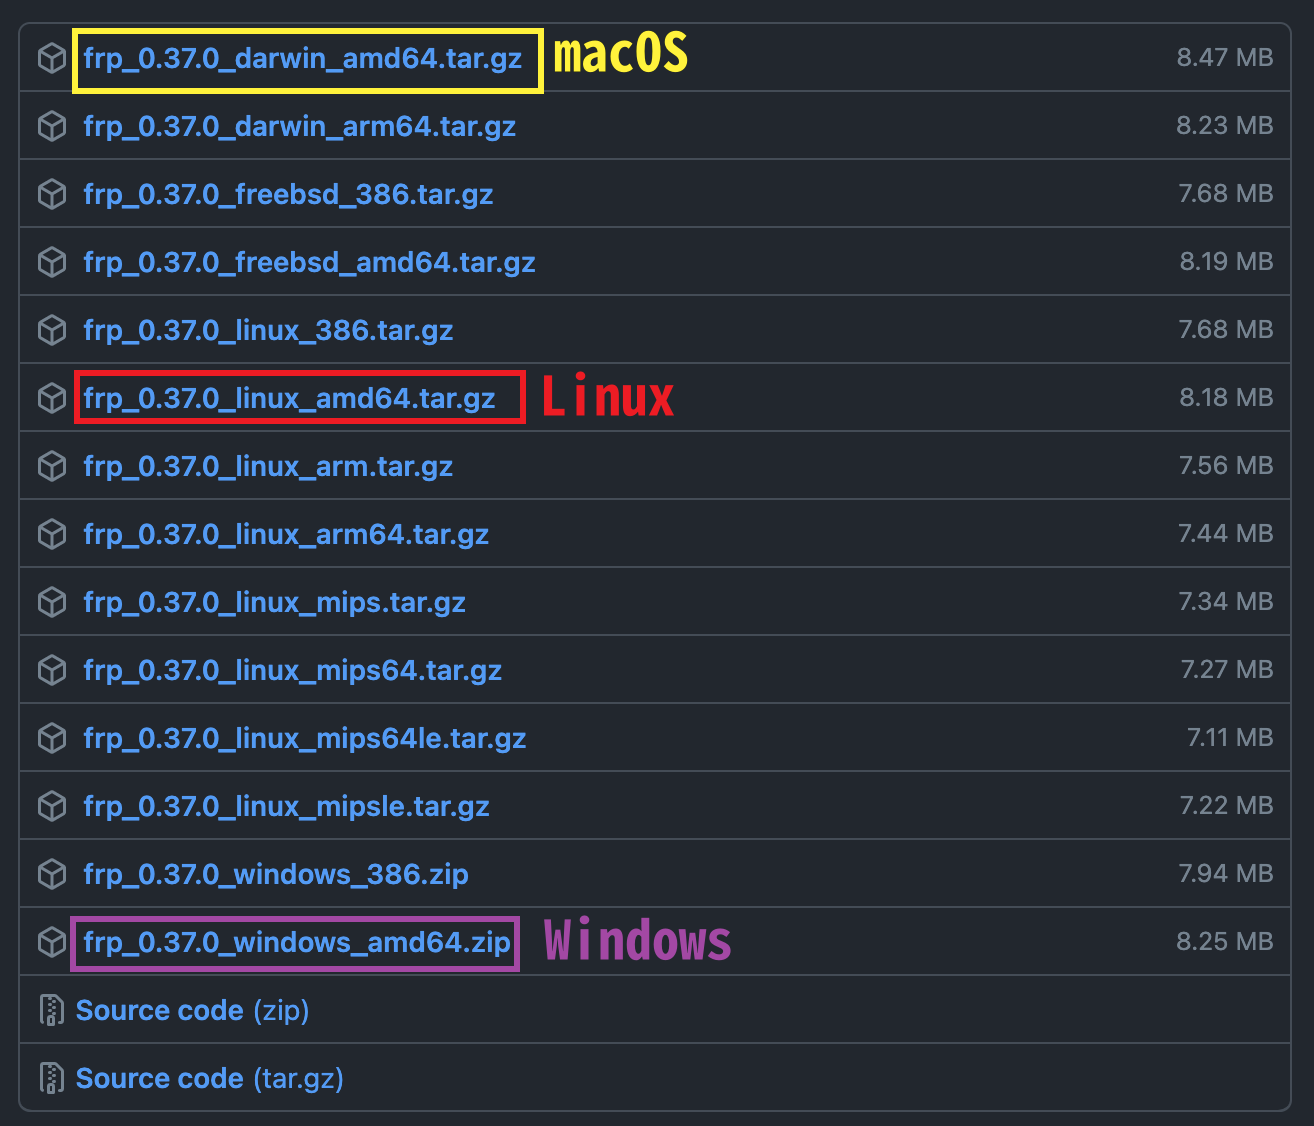 frp_0.37.0_darwin_amd64.tar.gz macOS 8.47 MB
frp_0.37.0_darwin_arm64.tar.gz 8.23 MB
frp_0.37.0_freebsd_386.tar.gz 7.68 MB
frp_0.37.0_freebsd_amd64.tar.gz 8.19 MB
frp_0.37.0_linux_386.tar.gz 7.68 MB
frp_0.37.0_linux_amd64.tar.gz Linux 8.18 MB
frp_0.37.0_linux_arm.tar.gz 7.56 MB
frp_0.37.0_linux_arm64.tar.gz 7.44 MB
frp_0.37.0_linux_mips.tar.gz 7.34 MB
frp_0.37.0_linux_mips64.tar.gz 7.27 MB
frp_0.37.0_linux_mips64le.tar.gz 7.11 MB
frp_0.37.0_linux_mipsle.tar.gz 7.22 MB
frp_0.37.0_windows_386.zip 7.94 MB
frp_0.37.0_windows_amd64.zip Windows 8.25 MB
Source code (zip)
Source code (tar.gz)